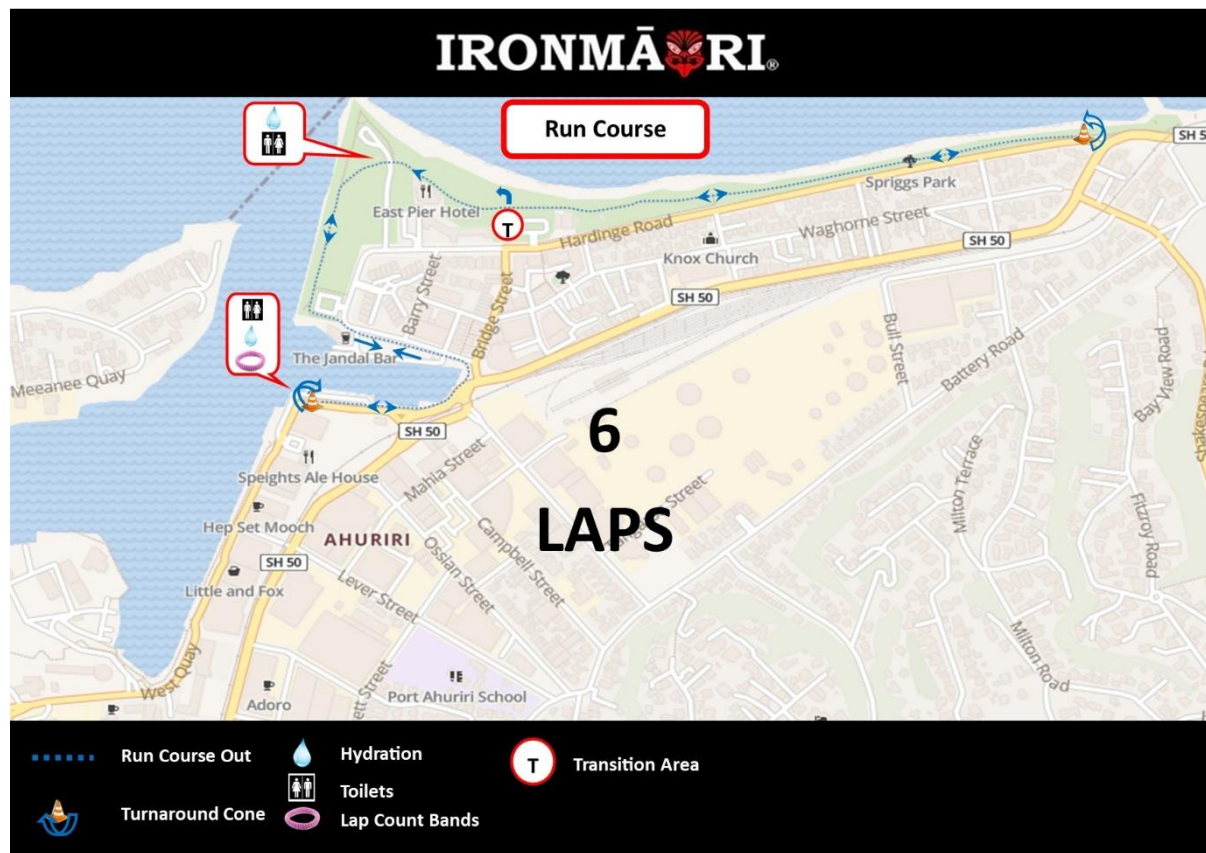 IRONMĀORI®
Run Course
SH 5
Spriggs Park
East Pier Hotel
T
Hardinge Road
Waghorne Street
Knox Church
SH 50
Barry Street
Bridge Street
SH 50
Bull Street
Battery Road
The Jandal Bar
Meeanee Quay
Bay View Road
SH 50
6
LAPS
Mahia Street
Speights Ale House
Milton Terrace
Hep Set Mooch
AHURIRI
Ossian Street
Campbell Street
Fitzroy Road
SH 50
Little and Fox
Lever Street
Milton Road
West Quay
Port Ahuriri School
Adoro
Run Course Out
Hydration
T
Transition Area
Toilets
Turnaround Cone
Lap Count Bands